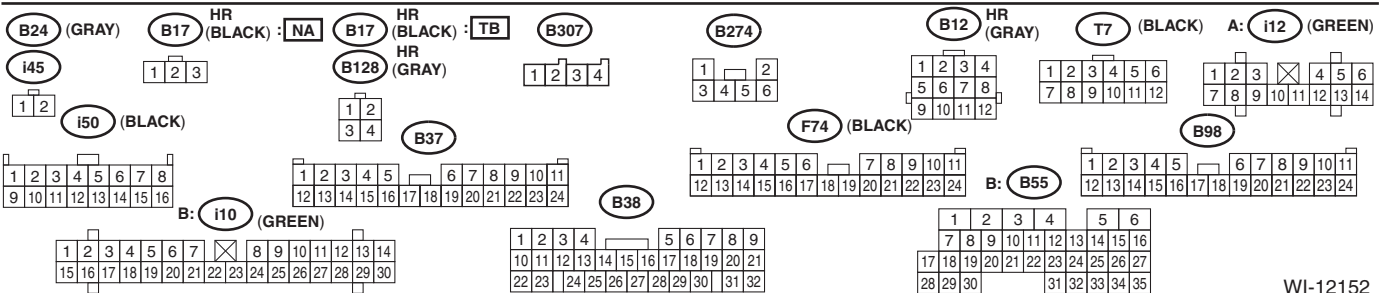 B24 (GRAY)
B17 HR (BLACK) : NA
B17 HR (BLACK) : TB
B307
B274
B12 HR (GRAY)
T7 (BLACK)
A: i12 (GREEN)
i45
1 2 3
B128 HR (GRAY)
1 2 3 4
1 2
3 4 5 6
1 2 3 4
5 6 7 8
9 10 11 12
1 2 3 4 5 6
7 8 9 10 11 12
1 2 3 4 5 6
7 8 9 10 11 12 13 14
1 2
i50 (BLACK)
1 2
3 4
B37
F74 (BLACK)
B98
1 2 3 4 5 6 7 8
9 10 11 12 13 14 15 16
1 2 3 4 5 6 7 8 9 10 11
12 13 14 15 16 17 18 19 20 21 22 23 24
1 2 3 4 5 6 7 8 9 10 11
12 13 14 15 16 17 18 19 20 21 22 23 24
1 2 3 4 5 6 7 8 9 10 11
12 13 14 15 16 17 18 19 20 21 22 23 24
B: i10 (GREEN)
B38
B: B55
1 2 3 4 5 6 7 8 9 10 11 12 13 14
15 16 17 18 19 20 21 22 23 24 25 26 27 28 29 30
1 2 3 4 5 6 7 8 9
10 11 12 13 14 15 16 17 18 19 20 21
22 23 24 25 26 27 28 29 30 31 32
1 2 3 4 5 6
7 8 9 10 11 12 13 14 15 16
17 18 19 20 21 22 23 24 25 26 27
28 29 30 31 32 33 34 35
WI-12152